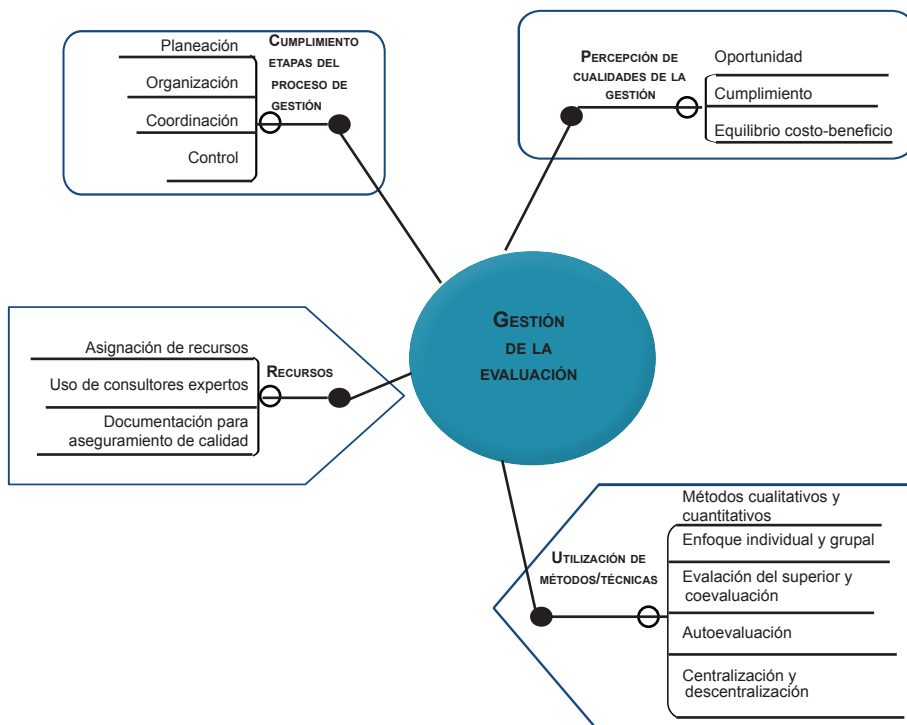 Planeación
Organización
Coordinación
Control
Cumplimiento
etapas del
proceso de
gestión
Percepción de
cualidades de la
gestión
Oportunidad
Cumplimiento
Equilibrio costo-beneficio
Gestión
de la
evaluación
Asignación de recursos
Uso de consultores expertos
Documentación para
aseguramiento de calidad
Recursos
Utilización de
métodos/técnicas
Métodos cualitativos y
cuantitativos
Enfoque individual y grupal
Evalación del superior y
coevaluación
Autoevaluación
Centralización y
descentralización